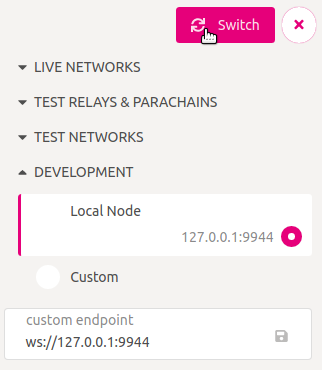 Switch
LIVE NETWORKS
TEST RELAYS & PARACHAINS
TEST NETWORKS
DEVELOPMENT
Local Node
127.0.0.1:9944
Custom
custom endpoint
ws://127.0.0.1:9944